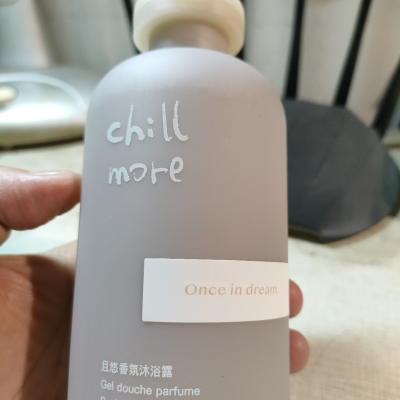 chill
more
Once in dream.
且悠香氛沐浴露
Gel douche parfume